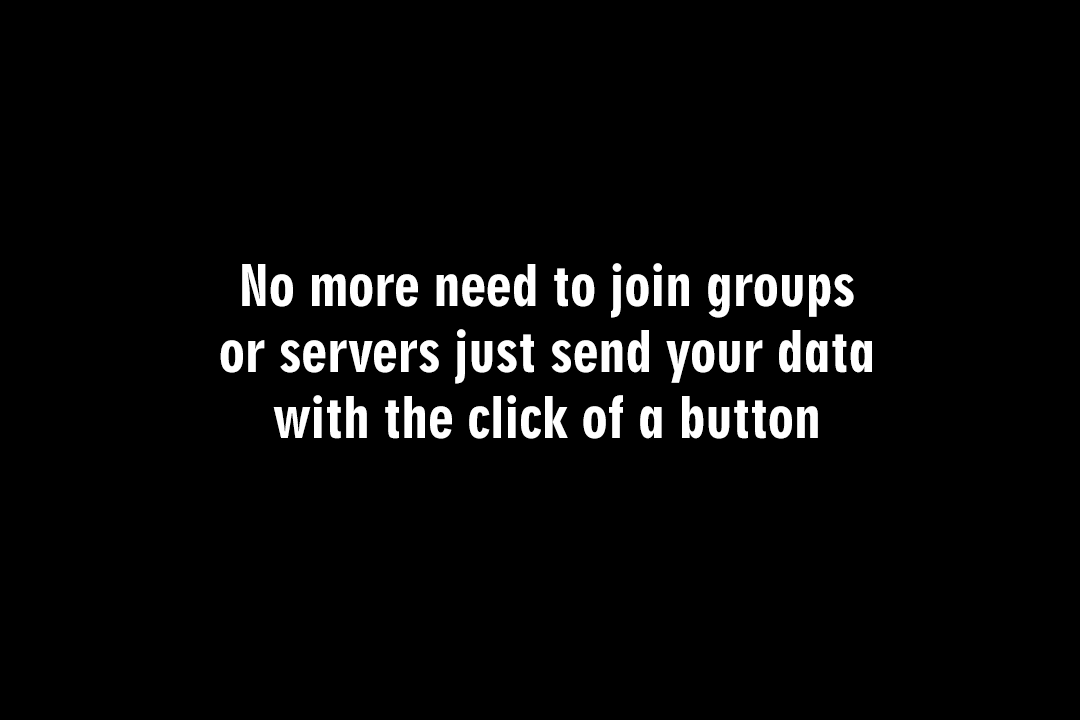 No more need to join groups
or servers just send your data
with the click of a button